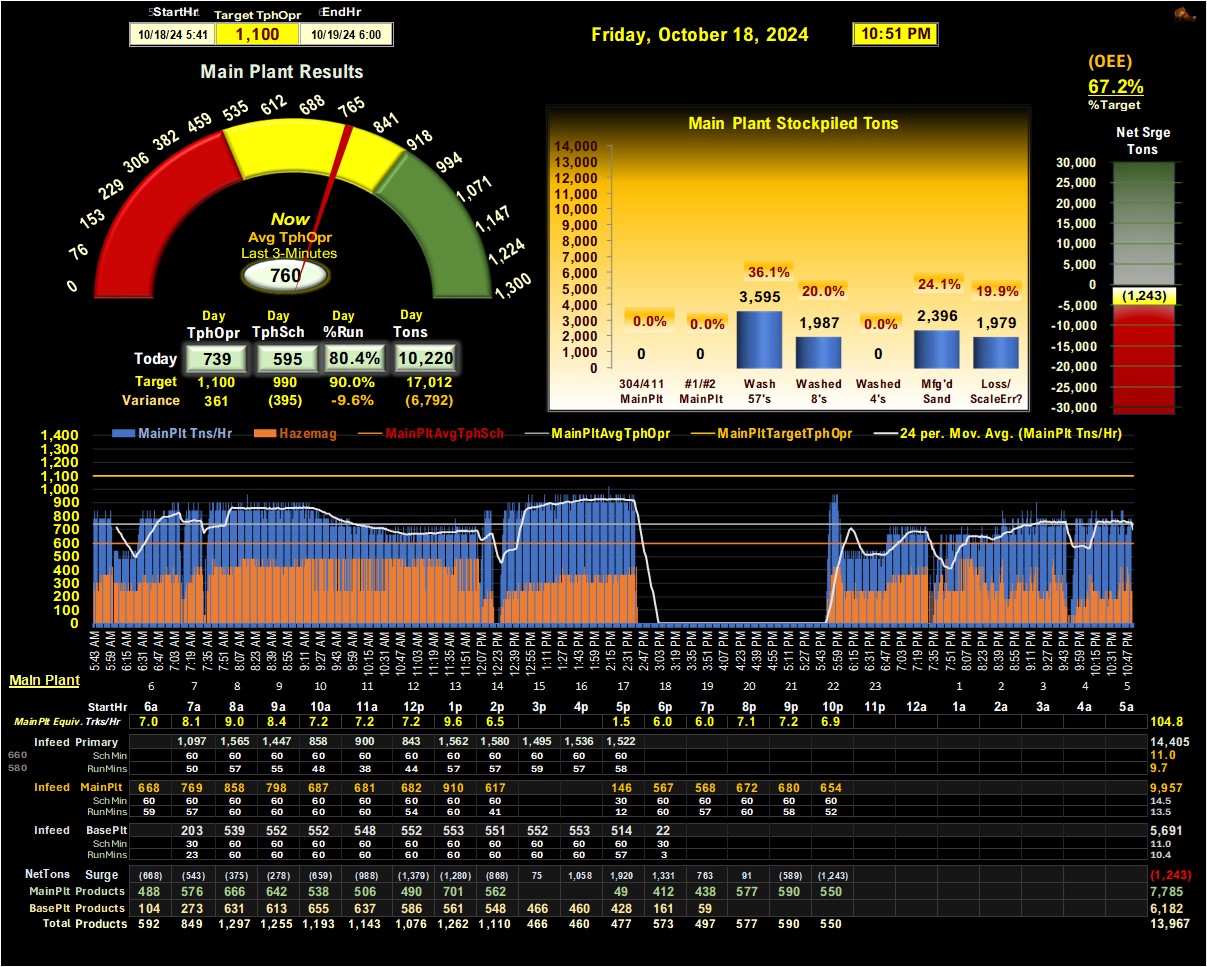 StartHr Target TphOpr EndHr
10/18/24 5:41 1,100 10/19/24 6:00
Friday, October 18, 2024 10:51 PM
(OEE)
67.2%
%Target
Main Plant Results
0 76 153 229 306 382 459 535 612 688 765 841 918 994 1,071 1,147 1,224 1,300
Now
Avg TphOpr
Last 3-Minutes
760
Day Day Day Day
TphOpr TphSch %Run Tons
Today 739 595 80.4% 10,220
Target 1,100 990 90.0% 17,012
Variance 361 (395) -9.6% (6,792)
Main Plant Stockpiled Tons
14,000
13,000
12,000
11,000
10,000
9,000
8,000
7,000
6,000
5,000
4,000
3,000
2,000
1,000
0
0.0% 0.0% 36.1% 20.0% 0.0% 24.1% 19.9%
0 0 3,595 1,987 0 2,396 1,979
304/411 #1/#2 Wash Washed Washed Mfg'd Loss/
MainPlt MainPlt 57's 8's 4's Sand ScaleErr?
Net Srge
Tons
30,000
25,000
20,000
15,000
10,000
5,000
0
(1,243)
-5,000
-10,000
-15,000
-20,000
-25,000
-30,000
MainPlt Tns/Hr Hazemag MainPltAvgTphSch MainPltAvgTphOpr MainPltTargetTphOpr 24 per. Mov. Avg. (MainPlt Tns/Hr)
1,400
1,300
1,200
1,100
1,000
900
800
700
600
500
400
300
200
100
0
5:43 AM 5:59 AM 6:15 AM 6:31 AM 6:47 AM 7:03 AM 7:19 AM 7:35 AM 7:51 AM 8:07 AM 8:23 AM 8:39 AM 8:55 AM 9:11 AM 9:27 AM 9:43 AM 9:59 AM 10:15 AM 10:31 AM 10:47 AM 11:03 AM 11:19 AM 11:35 AM 11:51 AM 12:07 PM 12:23 PM 12:39 PM 12:55 PM 1:11 PM 1:27 PM 1:43 PM 1:59 PM 2:15 PM 2:31 PM 2:47 PM 3:03 PM 3:19 PM 3:35 PM 3:51 PM 4:07 PM 4:23 PM 4:39 PM 4:55 PM 5:11 PM 5:27 PM 5:43 PM 5:59 PM 6:15 PM 6:31 PM 6:47 PM 7:03 PM 7:19 PM 7:35 PM 7:51 PM 8:07 PM 8:23 PM 8:39 PM 8:55 PM 9:11 PM 9:27 PM 9:43 PM 9:59 PM 10:15 PM 10:31 PM 10:47 PM
Main Plant 6 7 8 9 10 11 12 13 14 15 16 17 18 19 20 21 22 23 1 2 3 4 5
StartHr 6a 7a 8a 9a 10a 11a 12p 1p 2p 3p 4p 5p 6p 7p 8p 9p 10p 11p 12a 1a 2a 3a 4a 5a
MainPlt Equiv. Trks/Hr 7.0 8.1 9.0 8.4 7.2 7.2 7.2 9.6 6.5 1.5 6.0 6.0 7.1 7.2 6.9 104.8
Infeed Primary 1,097 1,565 1,447 858 900 843 1,562 1,580 1,495 1,536 1,522 14,405
660 SchMin 60 60 60 60 60 60 60 60 60 60 60 11.0
580 RunMins 50 57 55 48 38 44 57 57 59 57 58 9.7
Infeed MainPlt 668 769 858 798 687 681 682 910 617 146 567 568 672 680 654 9,957
SchMin 60 60 60 60 60 60 60 60 60 30 60 60 60 60 60 14.5
RunMins 59 57 60 60 60 60 54 60 41 12 60 57 60 58 52 13.5
Infeed BasePlt 203 539 552 552 548 552 553 551 552 553 514 22 5,691
SchMin 30 60 60 60 60 60 60 60 60 60 60 30 11.0
RunMins 23 60 60 60 60 60 60 60 60 60 57 3 10.4
NetTons Surge (668) (543) (375) (278) (659) (988) (1,379) (1,280) (868) 75 1,058 1,920 1,331 763 91 (589) (1,243) (1,243)
MainPlt Products 488 576 666 642 538 506 490 701 562 49 412 438 577 590 550 7,785
BasePlt Products 104 273 631 613 655 637 586 561 548 466 460 428 161 59 6,182
Total Products 592 849 1,297 1,255 1,193 1,143 1,076 1,262 1,110 466 460 477 573 497 577 590 550 13,967